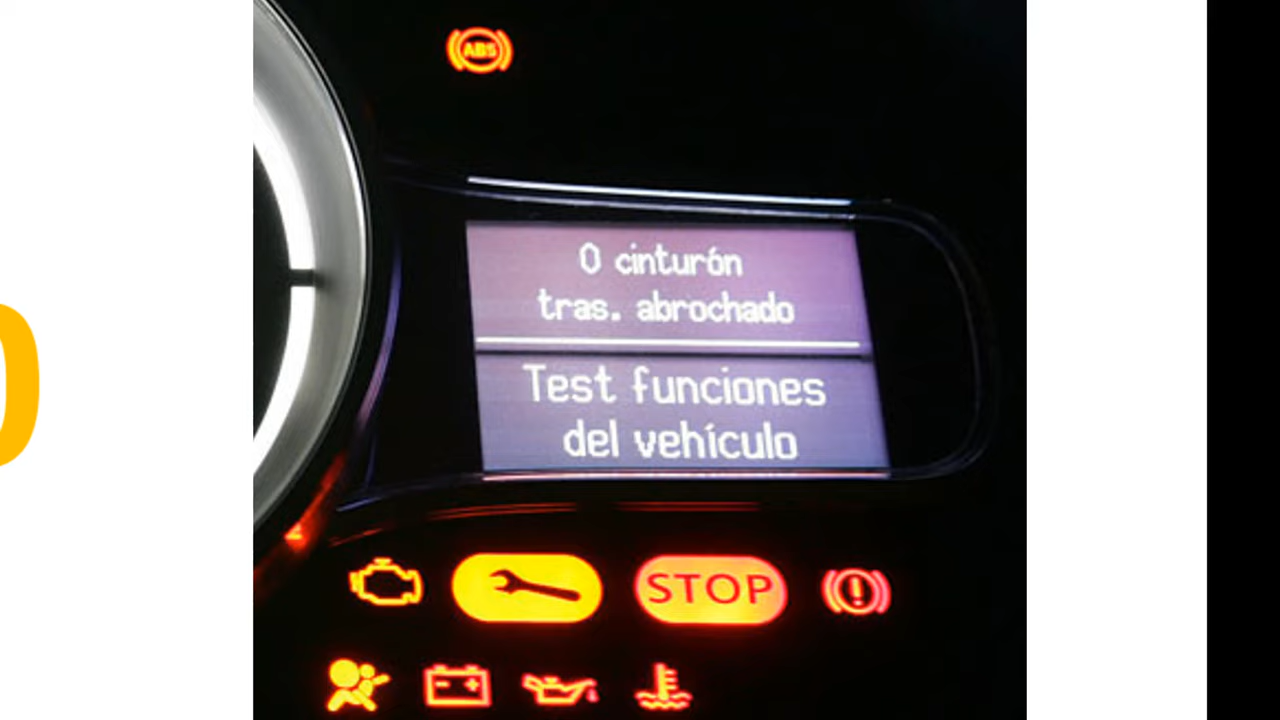 ABS
0 cinturón
tras. abrochado
Test funciones
del vehículo
STOP